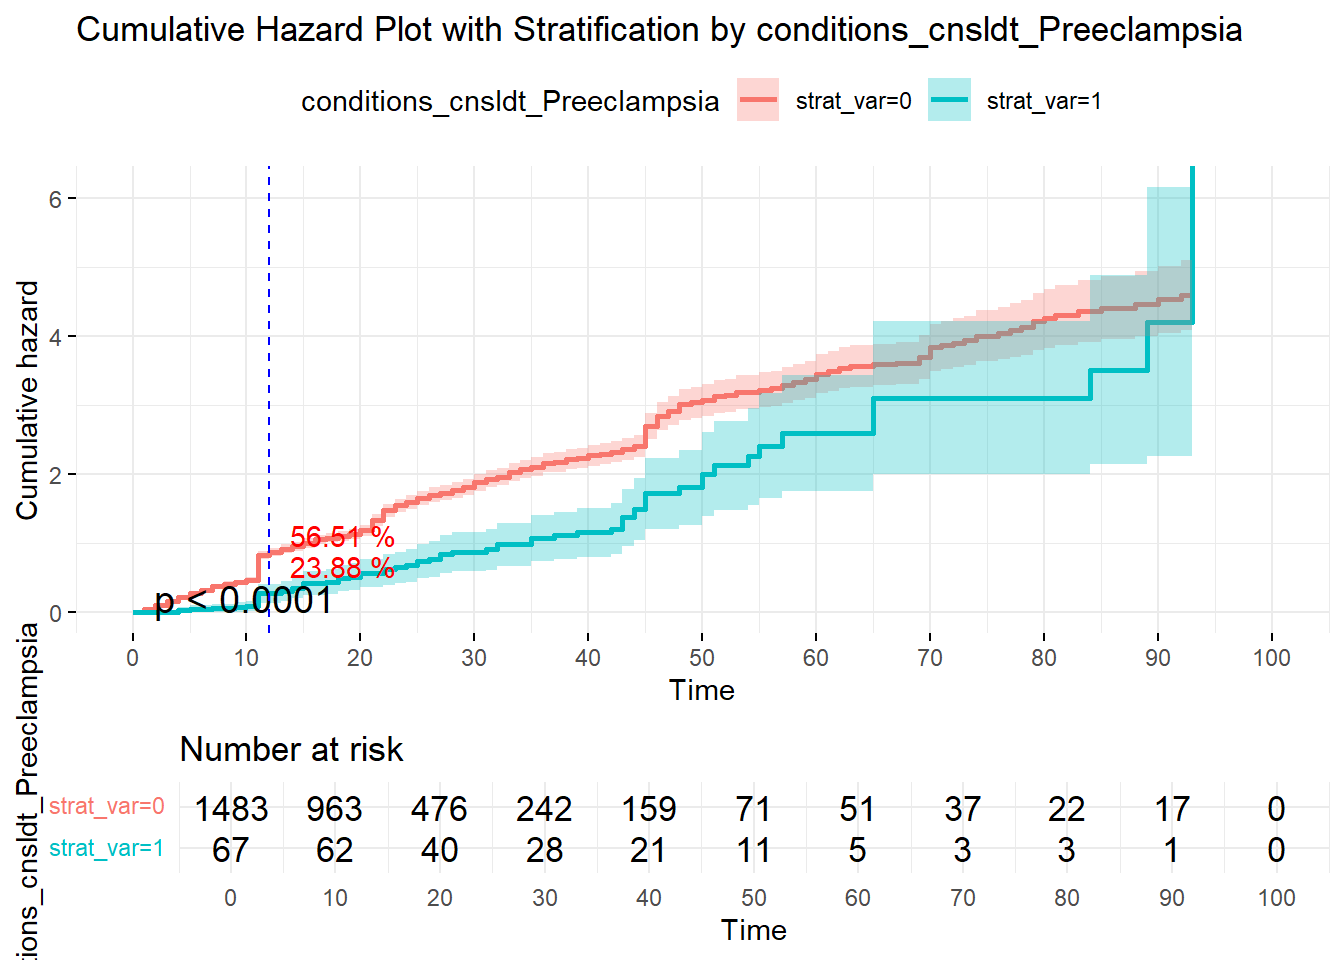 Cumulative Hazard Plot with Stratification by conditions_cnsldt_Preeclampsia
conditions_cnsldt_Preeclampsia strat_var=0 strat_var=1
Cumulative hazard
6
4
2
0
56.51 %
23.88 %
p < 0.0001
0 10 20 30 40 50 60 70 80 90 100
Time
Number at risk
tions_cnsldt_Preeclampsia
strat_var=0 1483 963 476 242 159 71 51 37 22 17 0
strat_var=1 67 62 40 28 21 11 5 3 3 1 0
0 10 20 30 40 50 60 70 80 90 100
Time